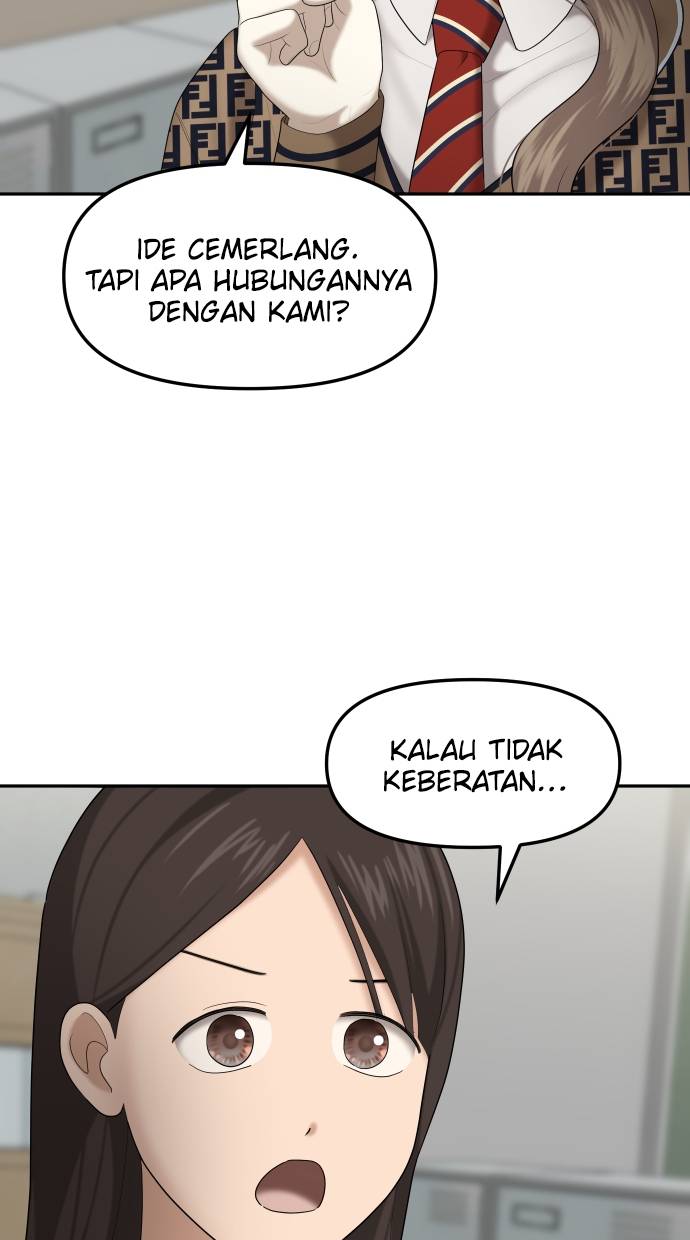 IDE CEMERLANG.
TAPI APA HUBUNGANNYA
DENGAN KAMI?
KALAU TIDAK
KEBERATAN...